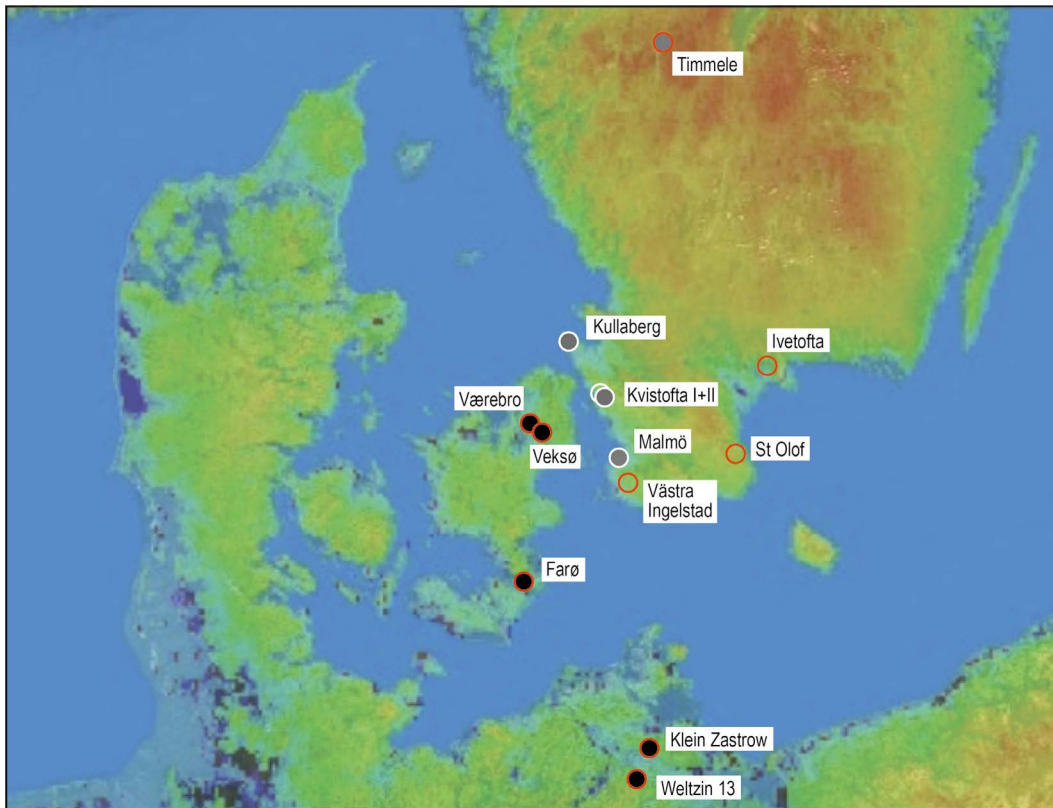 Timmele
Kullaberg
Ivetofta
Kvistofta I+II
Værebro
Veksø
Malmö
St Olof
Västra
Ingelstad
Farø
Klein Zastrow
Weltzin 13